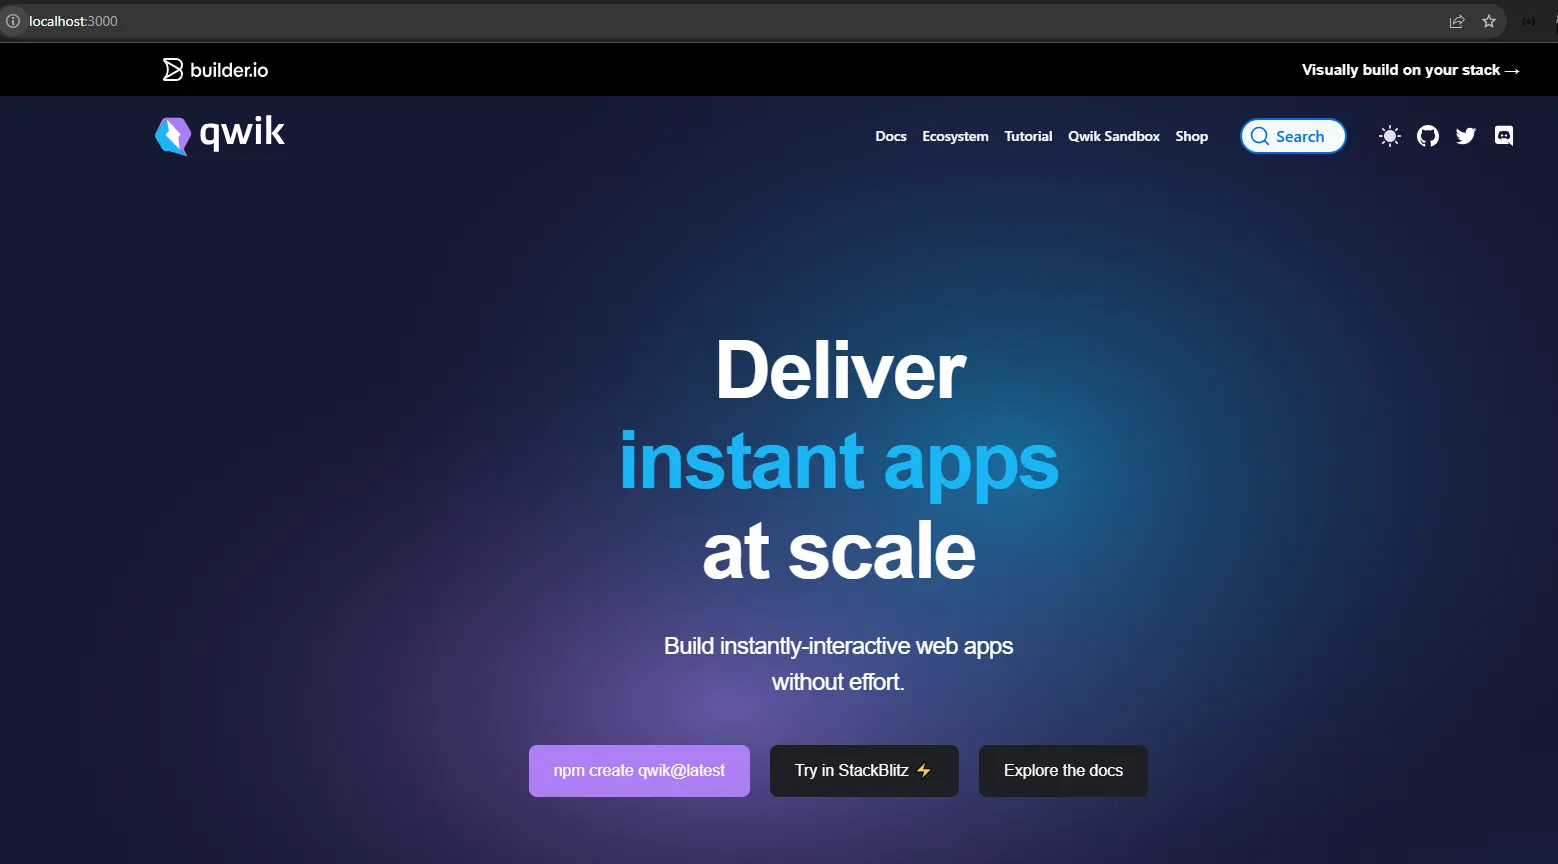 localhost:3000
builder.io
Visually build on your stack →
qwik
Docs Ecosystem Tutorial Qwik Sandbox Shop Search
Deliver
instant apps
at scale
Build instantly-interactive web apps
without effort.
npm create qwik@latest
Try in StackBlitz ⚡
Explore the docs